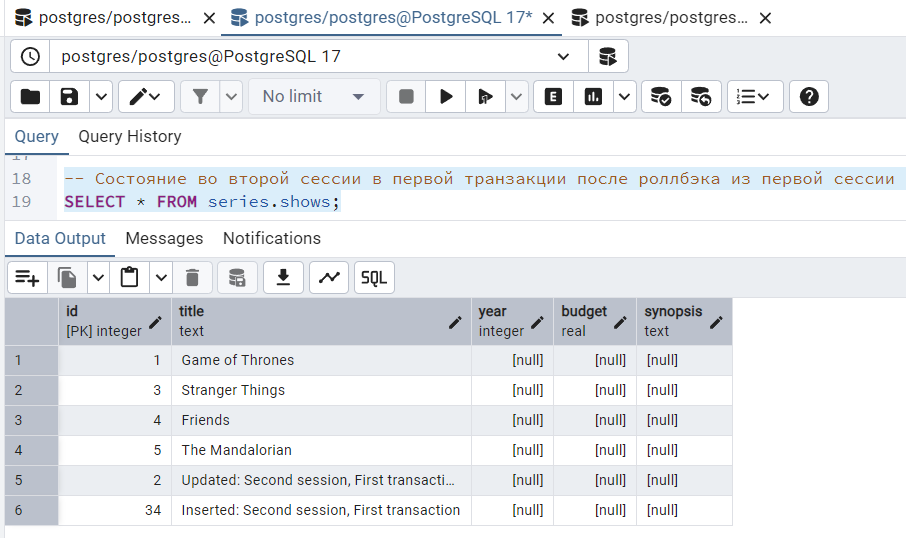 postgres/postgres... postgres/postgres@PostgreSQL 17* postgres/postgres...
postgres/postgres@PostgreSQL 17
No limit E
Query Query History
17
18 -- Состояние во второй сессии в первой транзакции после роллбэка из первой сессии
19 SELECT * FROM series.shows;
Data Output Messages Notifications
SQL
id title year budget synopsis
[PK] integer text integer real text
1 1 Game of Thrones [null] [null] [null]
2 3 Stranger Things [null] [null] [null]
3 4 Friends [null] [null] [null]
4 5 The Mandalorian [null] [null] [null]
5 2 Updated: Second session, First transacti... [null] [null] [null]
6 34 Inserted: Second session, First transaction [null] [null] [null]